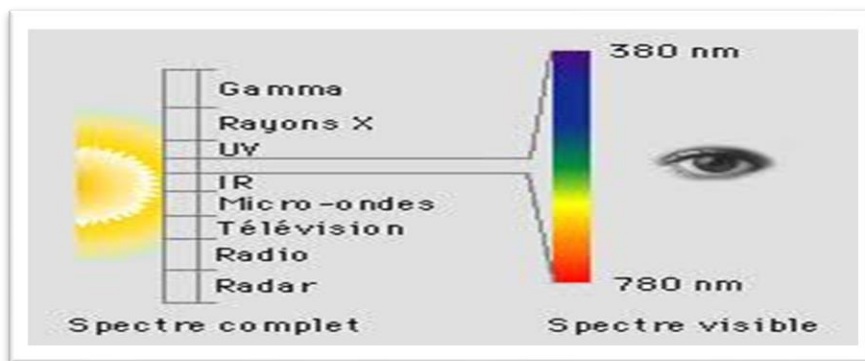 380 nm
Gamma
Rayons X
UV
IR
Micro-ondes
Télévision
Radio
Radar
780 nm
Spectre complet
Spectre visible